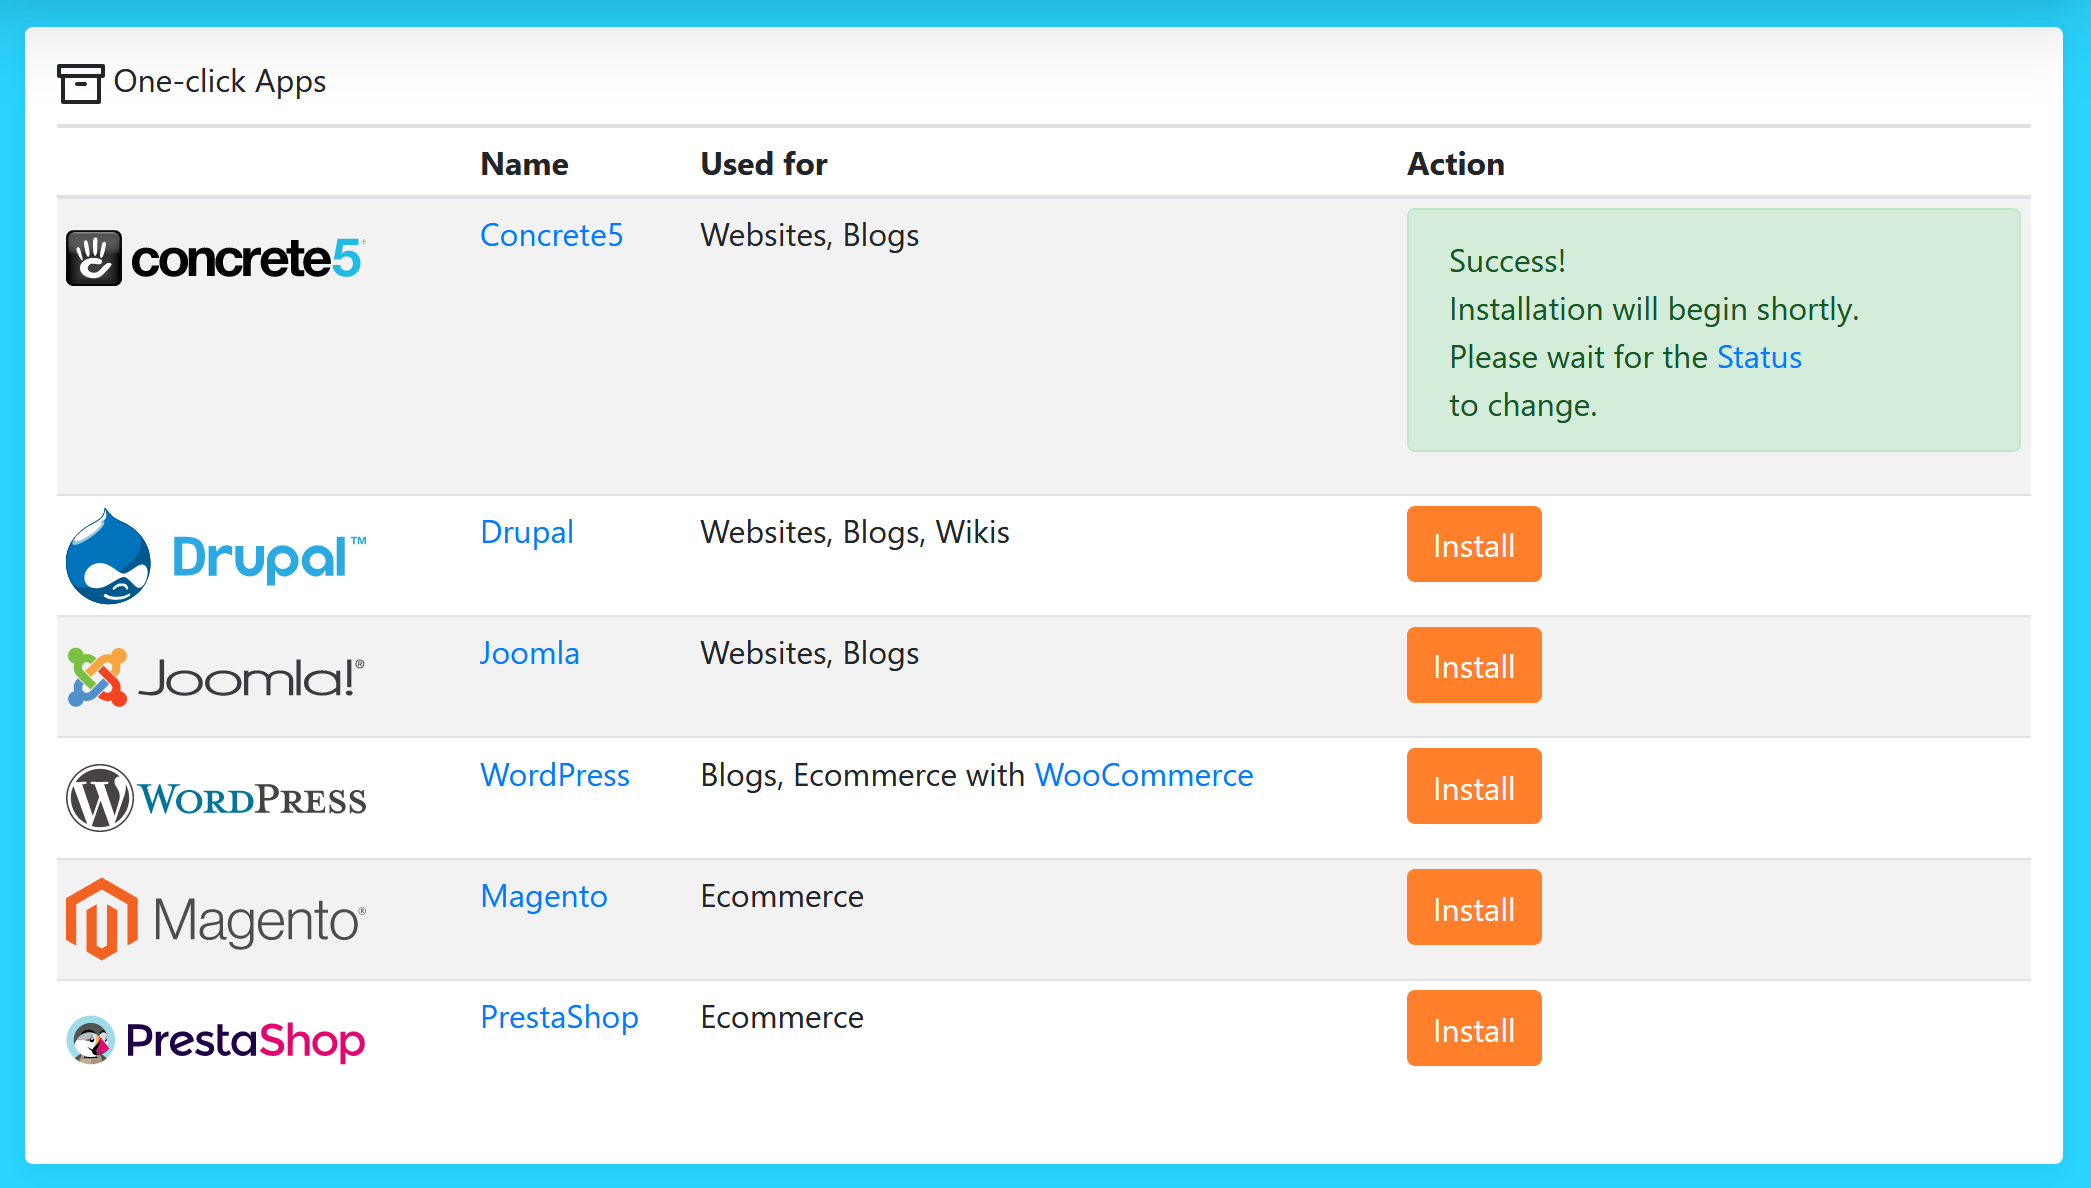 One-click Apps
Name Used for Action
concrete5® Concrete5 Websites, Blogs
Success!
Installation will begin shortly.
Please wait for the Status
to change.
Drupal™ Drupal Websites, Blogs, Wikis Install
Joomla!® Joomla Websites, Blogs Install
WORDPRESS WordPress Blogs, Ecommerce with WooCommerce Install
Magento® Magento Ecommerce Install
PrestaShop PrestaShop Ecommerce Install